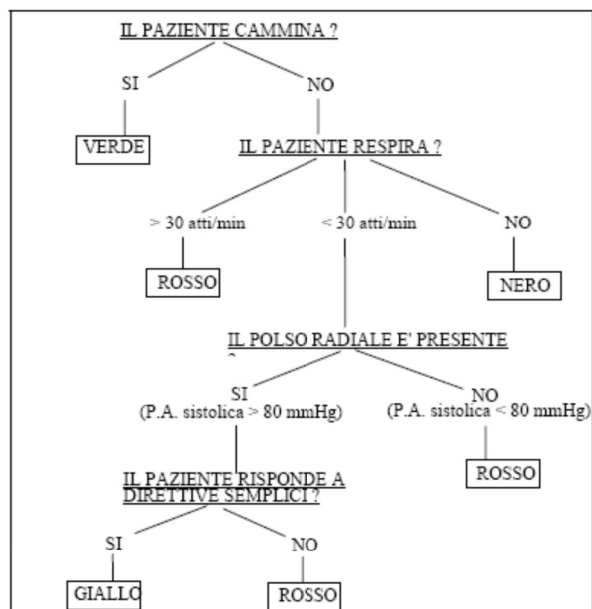 IL PAZIENTE CAMMINA ?
SI
NO
VERDE
IL PAZIENTE RESPIRA ?
> 30 atti/min
< 30 atti/min
NO
ROSSO
NERO
IL POLSO RADIALE E' PRESENTE
?
SI
(P.A. sistolica > 80 mmHg)
NO
(P.A. sistolica < 80 mmHg)
ROSSO
IL PAZIENTE RISPONDE A
DIRETTIVE SEMPLICI ?
SI
NO
GIALLO
ROSSO